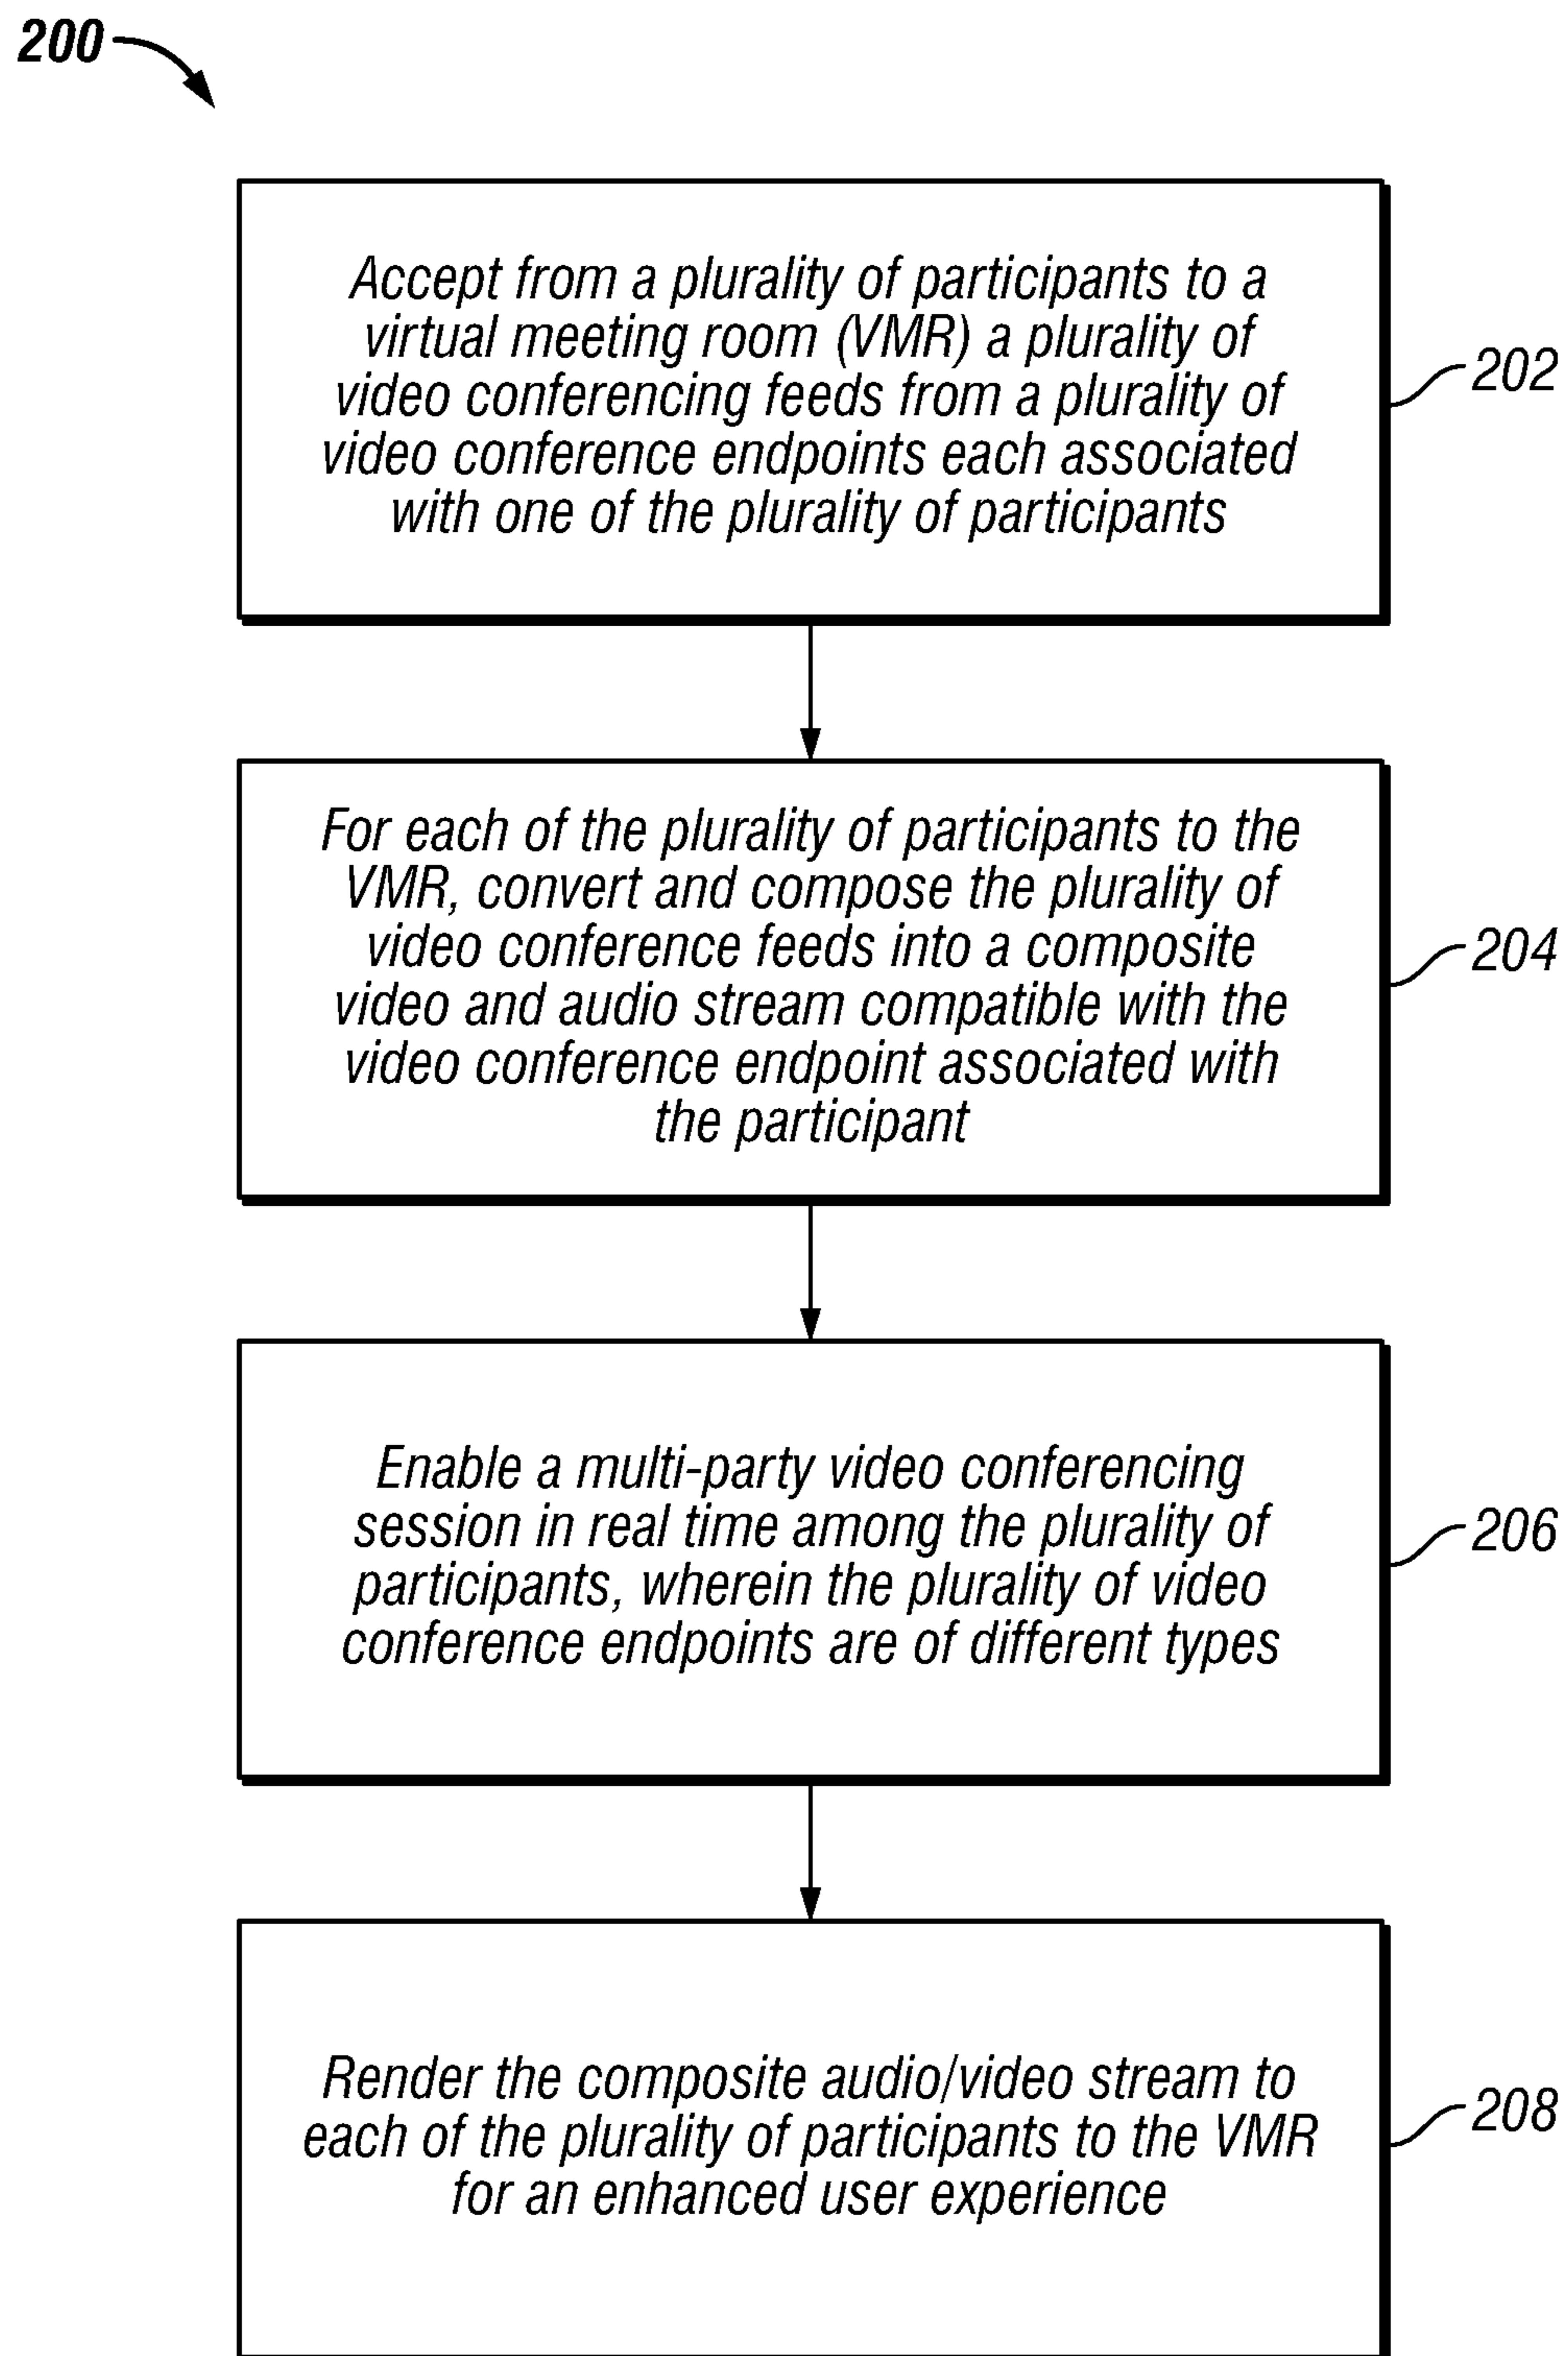 200
Accept from a plurality of participants to a
virtual meeting room (VMR) a plurality of
video conferencing feeds from a plurality of
video conference endpoints each associated
with one of the plurality of participants
202
For each of the plurality of participants to the
VMR, convert and compose the plurality of
video conference feeds into a composite
video and audio stream compatible with the
video conference endpoint associated with
the participant
204
Enable a multi-party video conferencing
session in real time among the plurality of
participants, wherein the plurality of video
conference endpoints are of different types
206
Render the composite audio/video stream to
each of the plurality of participants to the VMR
for an enhanced user experience
208